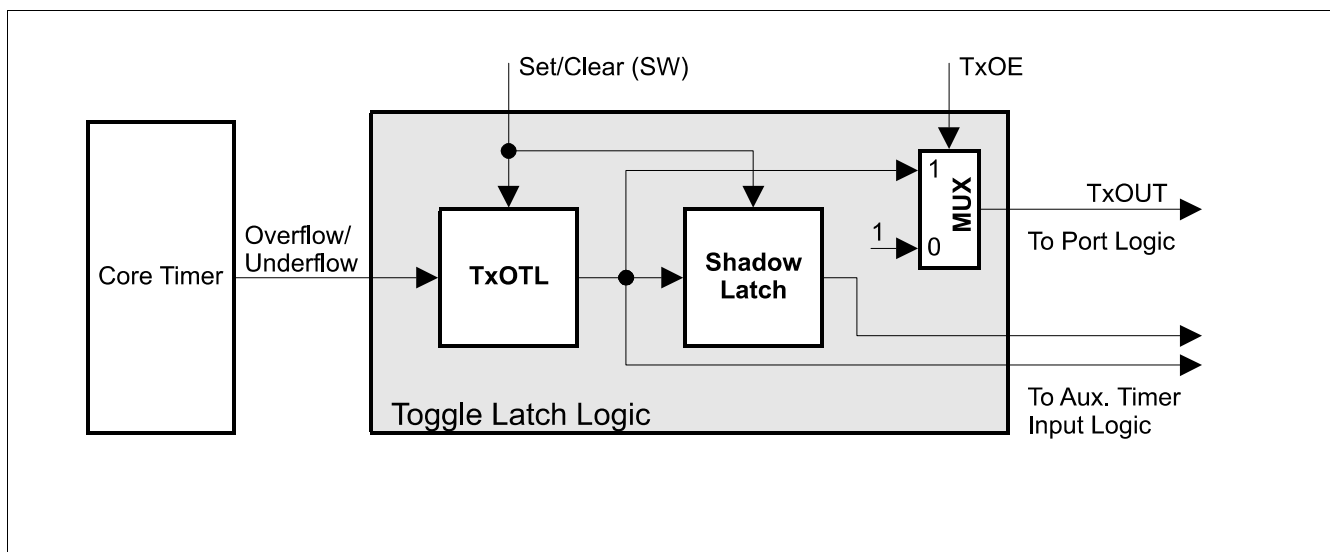 Set/Clear (SW)
TxOE
1
MUX
TxOUT
Overflow/
Underflow
1
0
To Port Logic
Core Timer
TxOTL
Shadow
Latch
To Aux. Timer
Input Logic
Toggle Latch Logic